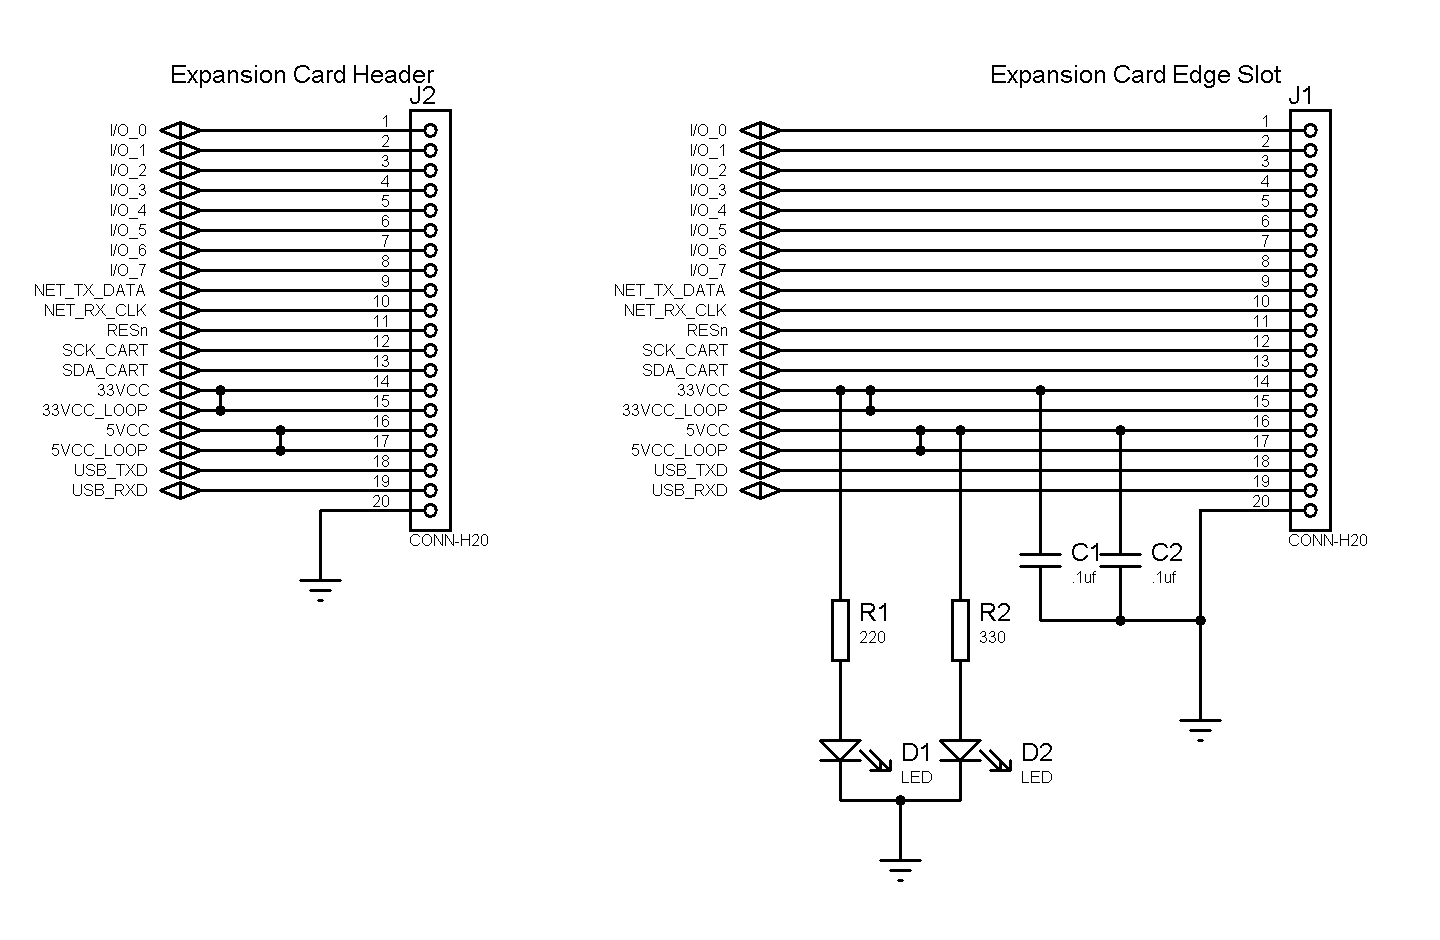 Expansion Card Header
J2
I/O_0 1
I/O_1 2
I/O_2 3
I/O_3 4
I/O_4 5
I/O_5 6
I/O_6 7
I/O_7 8
NET_TX_DATA 9
NET_RX_CLK 10
RESn 11
SCK_CART 12
SDA_CART 13
33VCC 14
33VCC_LOOP 15
5VCC 16
5VCC_LOOP 17
USB_TXD 18
USB_RXD 19
20
CONN-H20
Expansion Card Edge Slot
J1
I/O_0 1
I/O_1 2
I/O_2 3
I/O_3 4
I/O_4 5
I/O_5 6
I/O_6 7
I/O_7 8
NET_TX_DATA 9
NET_RX_CLK 10
RESn 11
SCK_CART 12
SDA_CART 13
33VCC 14
33VCC_LOOP 15
5VCC 16
5VCC_LOOP 17
USB_TXD 18
USB_RXD 19
20
CONN-H20
C1
.1uf
C2
.1uf
R1
220
R2
330
D1
LED
D2
LED